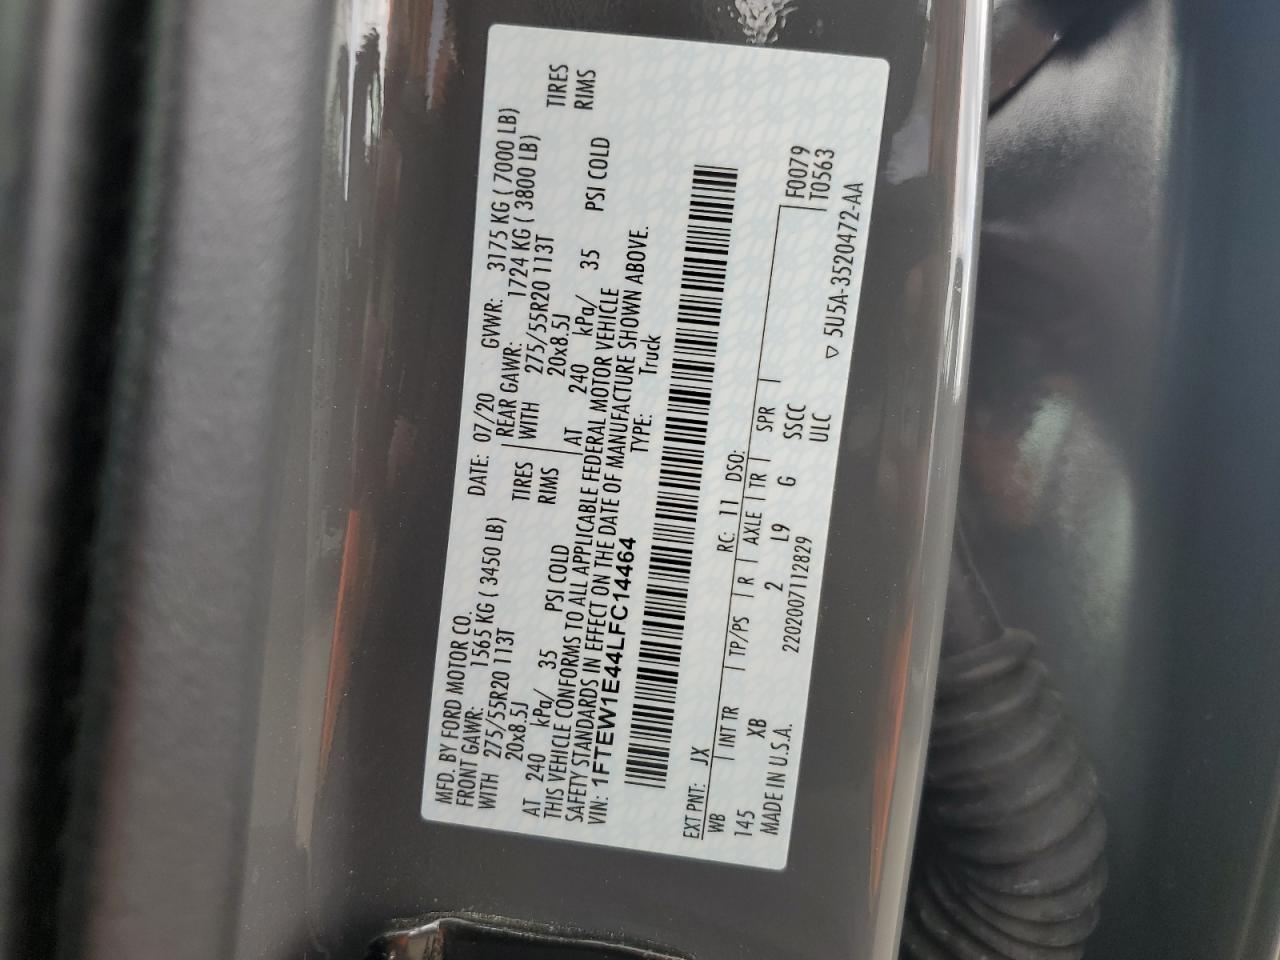 MFD. BY FORD MOTOR CO. DATE: 07/20 GVWR: 3175 KG ( 7000 LB)
FRONT GAWR: 1565 KG ( 3450 LB) REAR GAWR: 1724 KG ( 3800 LB)
WITH 275/55R20 113T TIRES WITH 275/55R20 113T TIRES
20x8.5J RIMS 20x8.5J RIMS
AT 240 kPa/ 35 PSI COLD AT 240 kPa/ 35 PSI COLD
THIS VEHICLE CONFORMS TO ALL APPLICABLE FEDERAL MOTOR VEHICLE
SAFETY STANDARDS IN EFFECT ON THE DATE OF MANUFACTURE SHOWN ABOVE.
VIN: 1FTEW1E44LFC14464 TYPE: Truck
EXT PNT: JX RC: 11 DSO: F0079
WB INT TR TP/PS R AXLE TR SPR T0563
145 XB 2 L9 G SSCC
MADE IN U.S.A. 2202007112829 ULC ▽ 5U5A-3520472-AA